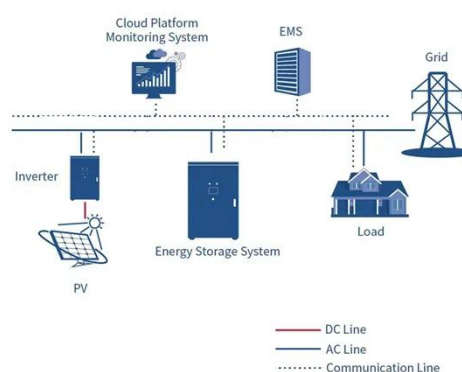 Cloud Platform
Monitoring System
EMS
Grid
Inverter
Energy Storage System
Load
PV
DC Line
AC Line
Communication Line